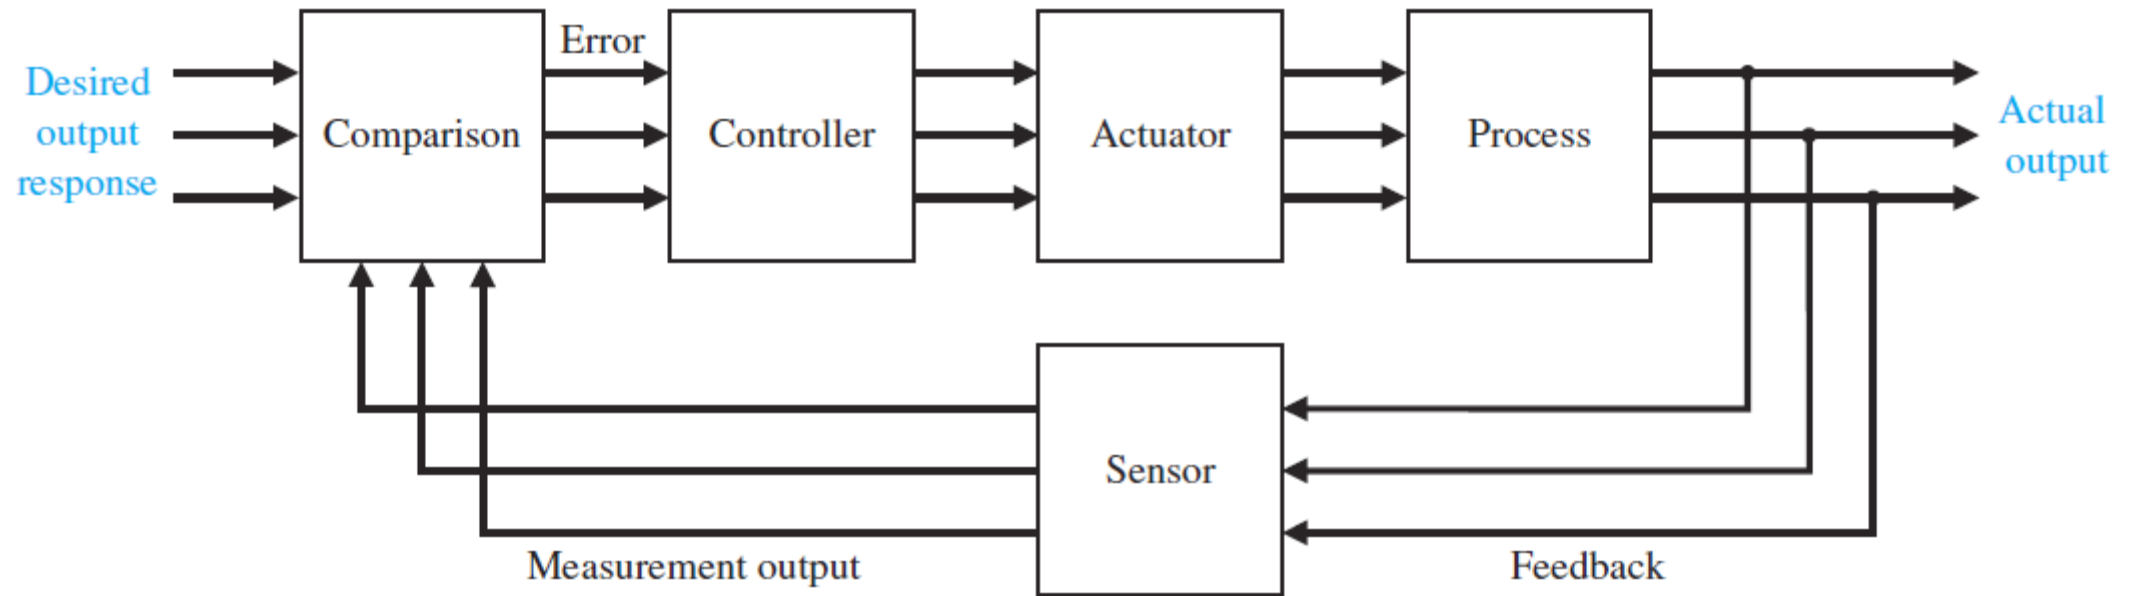 Desired
output
response
Comparison
Error
Controller
Actuator
Process
Actual
output
Sensor
Measurement output
Feedback